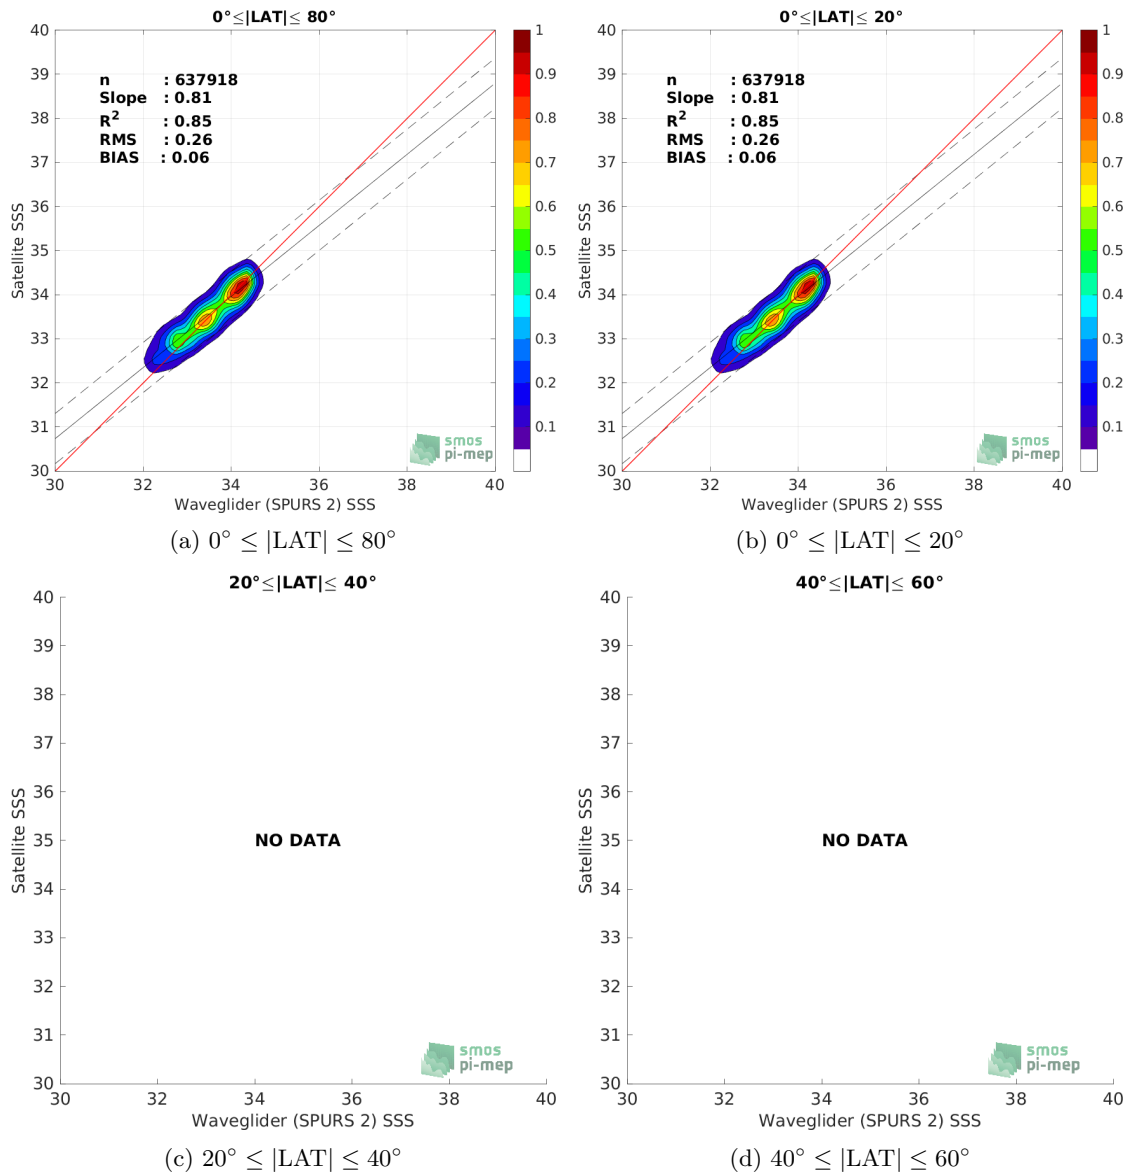 0°≤|LAT|≤ 80°
40
39
38
37
36
35
34
33
32
31
30
Satellite SSS
n : 637918
Slope : 0.81
R2 : 0.85
RMS : 0.26
BIAS : 0.06
smos
pi-mep
30 32 34 36 38 40
Waveglider (SPURS 2) SSS
1
0.9
0.8
0.7
0.6
0.5
0.4
0.3
0.2
0.1
(a) 0° ≤ |LAT| ≤ 80°
0°≤|LAT|≤ 20°
40
39
38
37
36
35
34
33
32
31
30
Satellite SSS
n : 637918
Slope : 0.81
R2 : 0.85
RMS : 0.26
BIAS : 0.06
smos
pi-mep
30 32 34 36 38 40
Waveglider (SPURS 2) SSS
1
0.9
0.8
0.7
0.6
0.5
0.4
0.3
0.2
0.1
(b) 0° ≤ |LAT| ≤ 20°
20°≤|LAT|≤ 40°
40
39
38
37
36
35
34
33
32
31
30
Satellite SSS
NO DATA
smos
pi-mep
30 32 34 36 38 40
Waveglider (SPURS 2) SSS
(c) 20° ≤ |LAT| ≤ 40°
40°≤|LAT|≤ 60°
40
39
38
37
36
35
34
33
32
31
30
Satellite SSS
NO DATA
smos
pi-mep
30 32 34 36 38 40
Waveglider (SPURS 2) SSS
(d) 40° ≤ |LAT| ≤ 60°